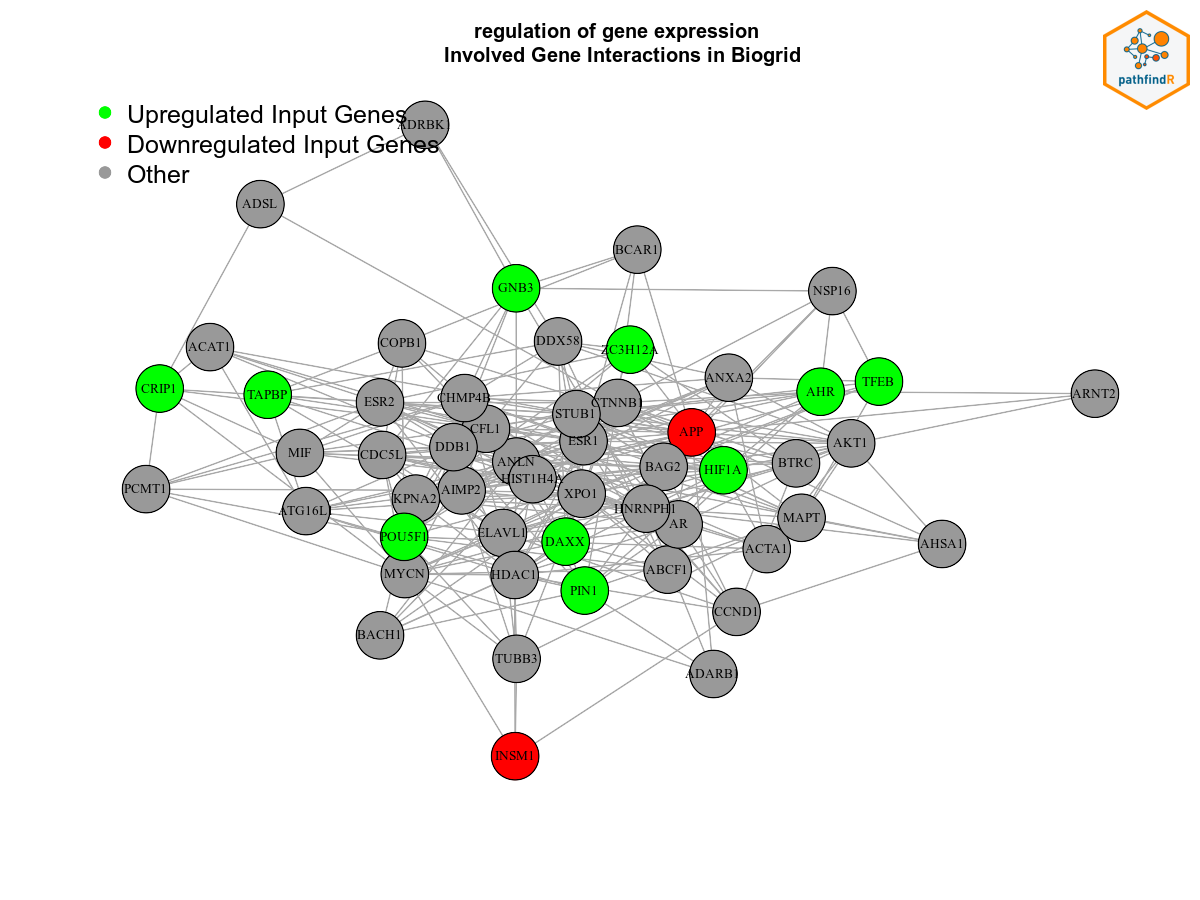 regulation of gene expression
Involved Gene Interactions in Biogrid
pathfindR
Upregulated Input Genes
Downregulated Input Genes
Other
ADRBK
ADSL
BCAR1
GNB3
NSP16
ACAT1
COPB1
DDX58
ZC3H12A
CRIP1
TAPBP
ESR2
CHMP4B
CTNNB1
ANXA2
AHR
TFEB
ARNT2
STUB1
CFL1
ESR1
APP
AKT1
MIF
CDC5L
DDB1
ANLN
HIST1H4A
BAG2
HIF1A
BTRC
PCMT1
ATG16L1
KPNA2
AIMP2
XPO1
HNRNPH1
AR
MAPT
POU5F1
ELAVL1
DAXX
ACTA1
AHSA1
MYCN
HDAC1
PIN1
ABCF1
CCND1
BACH1
TUBB3
ADARB1
INSM1